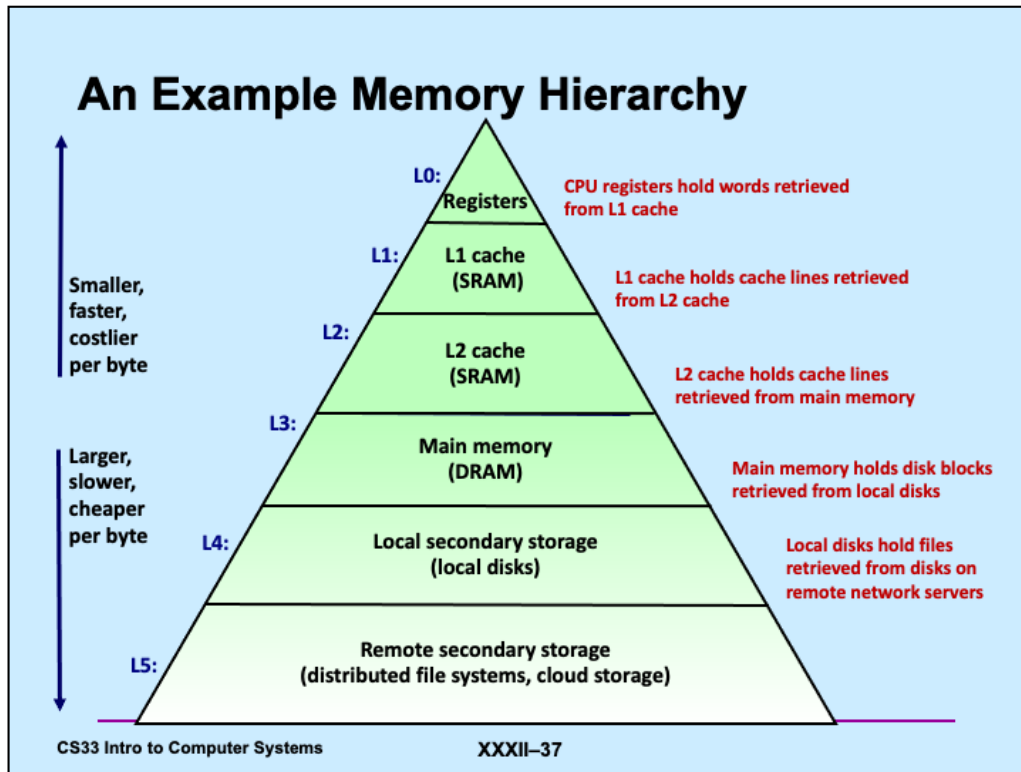 An Example Memory Hierarchy
L0:
Registers
CPU registers hold words retrieved
from L1 cache
L1:
L1 cache
(SRAM)
L1 cache holds cache lines retrieved
from L2 cache
Smaller,
faster,
costlier
per byte
L2:
L2 cache
(SRAM)
L2 cache holds cache lines
retrieved from main memory
L3:
Main memory
(DRAM)
Main memory holds disk blocks
retrieved from local disks
Larger,
slower,
cheaper
per byte
L4:
Local secondary storage
(local disks)
Local disks hold files
retrieved from disks on
remote network servers
L5:
Remote secondary storage
(distributed file systems, cloud storage)
CS33 Intro to Computer Systems
XXXII–37